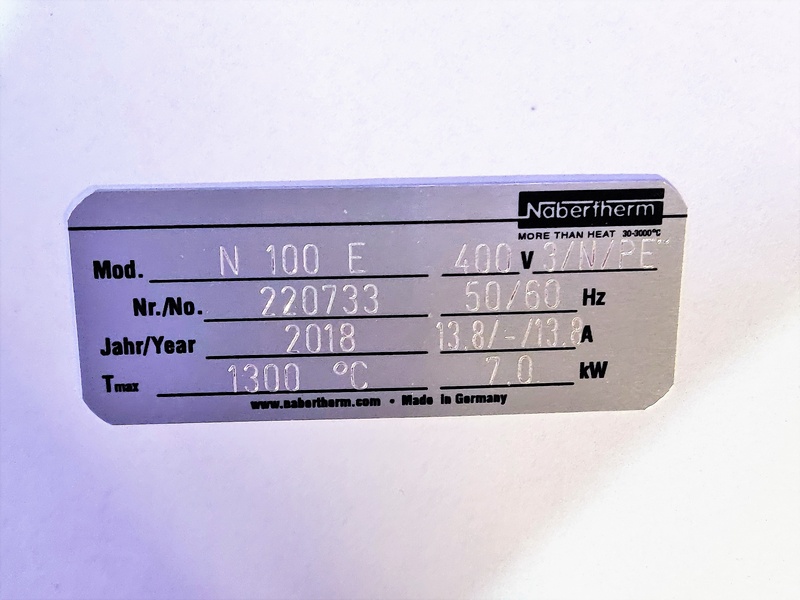 Nabertherm
MORE THAN HEAT 30-3000°C
Mod. N 100 E 400 V 3/N/PE~
Nr./No. 220733 50/60 Hz
Jahr/Year 2018 13.8/-/13.8 A
Tmax 1300 °C 7.0 kW
www.nabertherm.com • Made in Germany